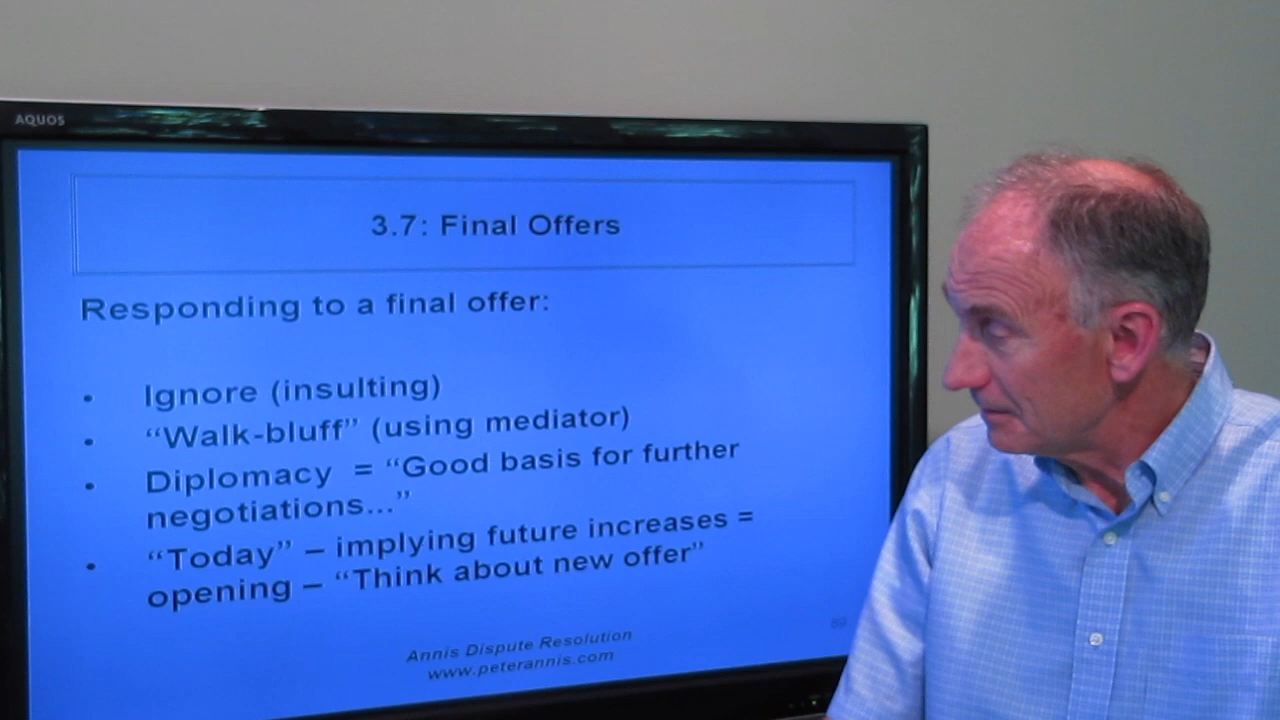 AQUOS
3.7: Final Offers
Responding to a final offer:
• Ignore (insulting)
• “Walk-bluff” (using mediator)
• Diplomacy = “Good basis for further
negotiations...”
• “Today” – implying future increases =
opening – “Think about new offer”
69
Annis Dispute Resolution
www.peterannis.com